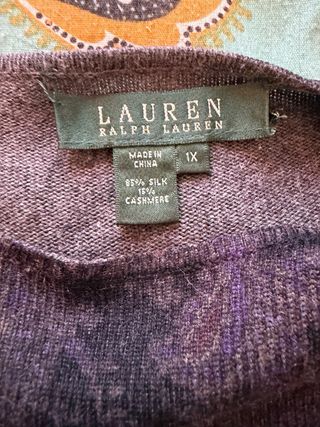 LAUREN
RALPH LAUREN
MADE IN
CHINA
1X
85% SILK
15%
CASHMERE